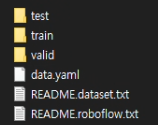 test
train
valid
data.yaml
README.dataset.txt
README.roboflow.txt